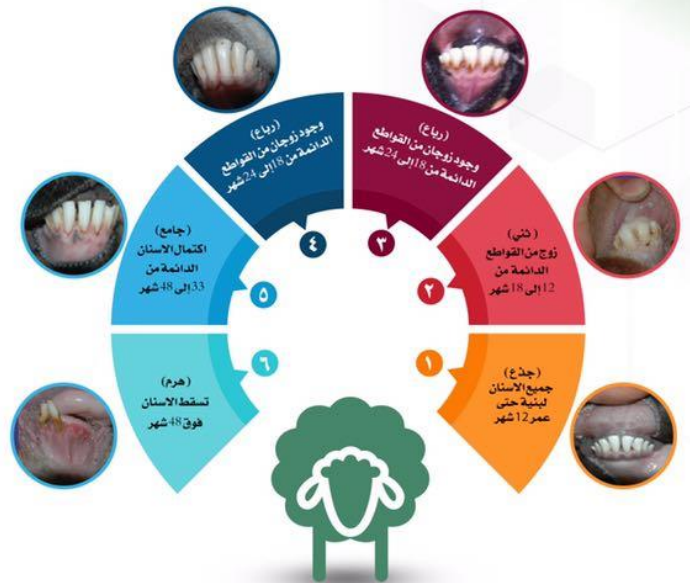 ١
(جذع)
جميع الاسنان
لبنية حتى
عمر 12 شهر
٢
(ثني)
زوج من القواطع
الدائمة من
12 إلى 18 شهر
٣
(رباع)
وجود زوجان من القواطع
الدائمة من 18 إلى 24 شهر
٤
(رباع)
وجود زوجان من القواطع
الدائمة من 18 إلى 24 شهر
٥
(جامع)
اكتمال الاسنان
الدائمة من
33 إلى 48 شهر
٦
(هرم)
تسقط الاسنان
فوق 48 شهر